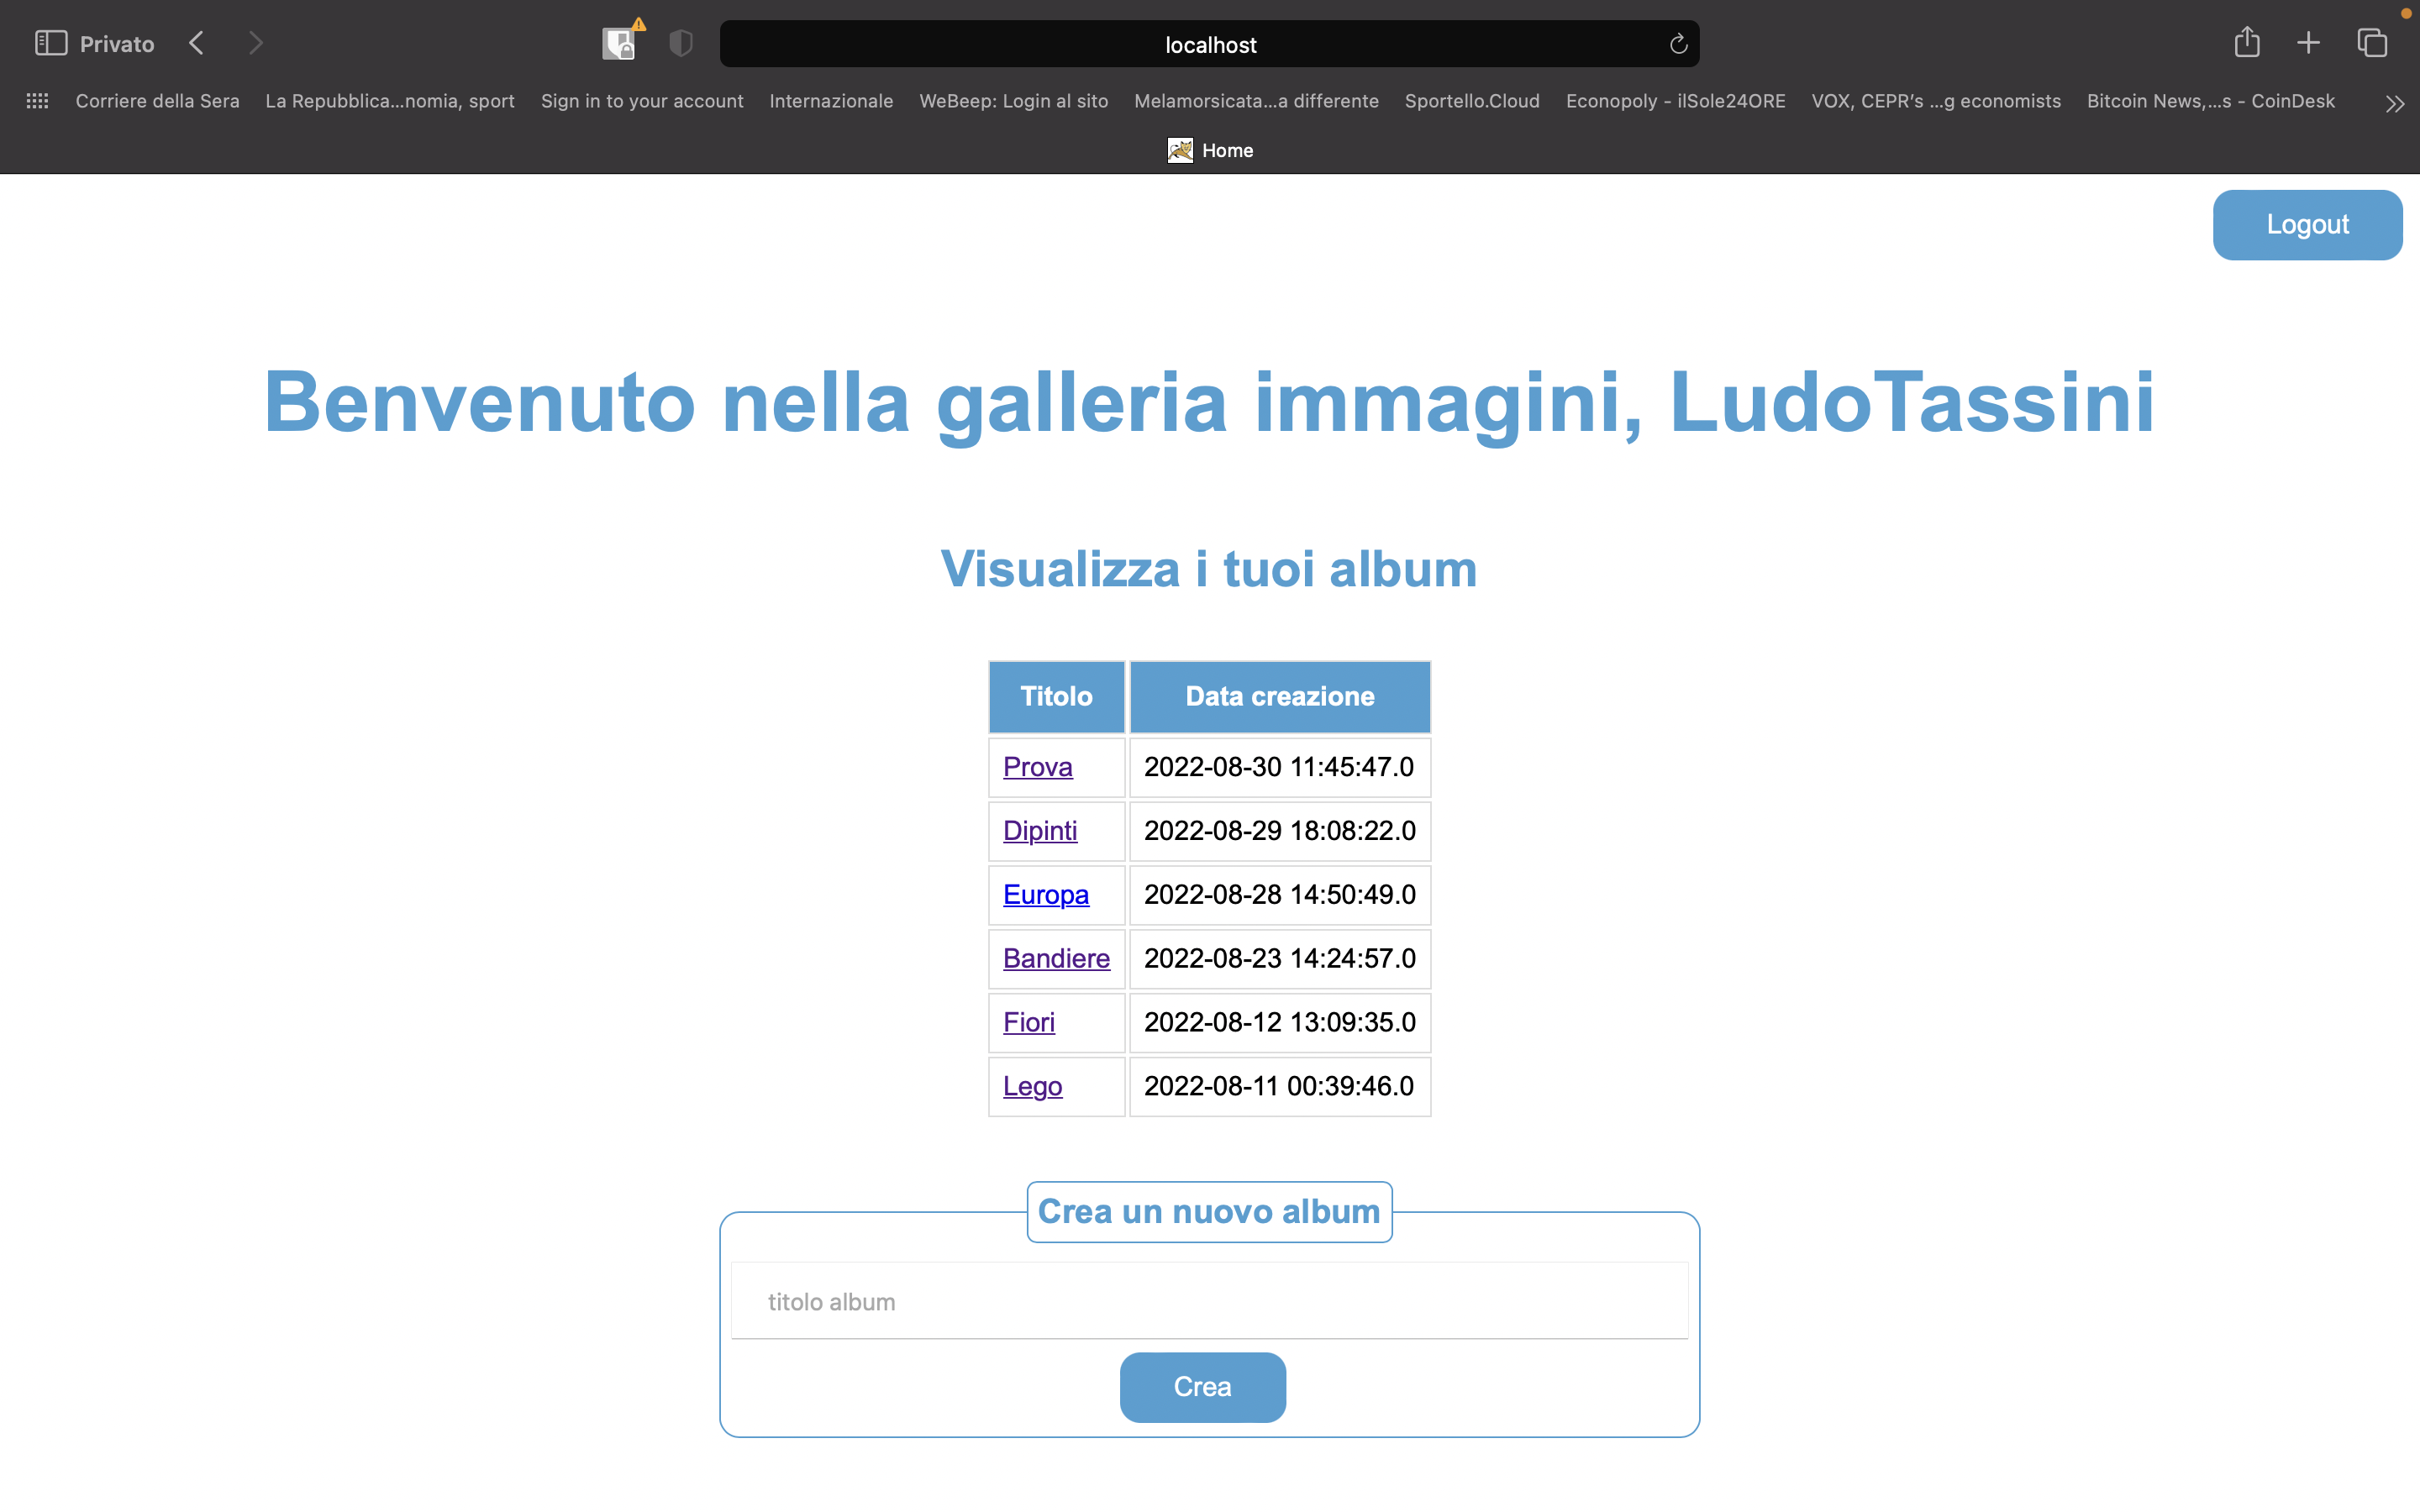 Privato
localhost
Corriere della Sera La Repubblica...nomia, sport Sign in to your account Internazionale WeBeep: Login al sito Melamorsicata...a differente Sportello.Cloud Econopoly - ilSole24ORE VOX, CEPR’s ...g economists Bitcoin News,...s - CoinDesk
Home
Logout
Benvenuto nella galleria immagini, LudoTassini
Visualizza i tuoi album
Titolo Data creazione
Prova 2022-08-30 11:45:47.0
Dipinti 2022-08-29 18:08:22.0
Europa 2022-08-28 14:50:49.0
Bandiere 2022-08-23 14:24:57.0
Fiori 2022-08-12 13:09:35.0
Lego 2022-08-11 00:39:46.0
Crea un nuovo album
titolo album
Crea